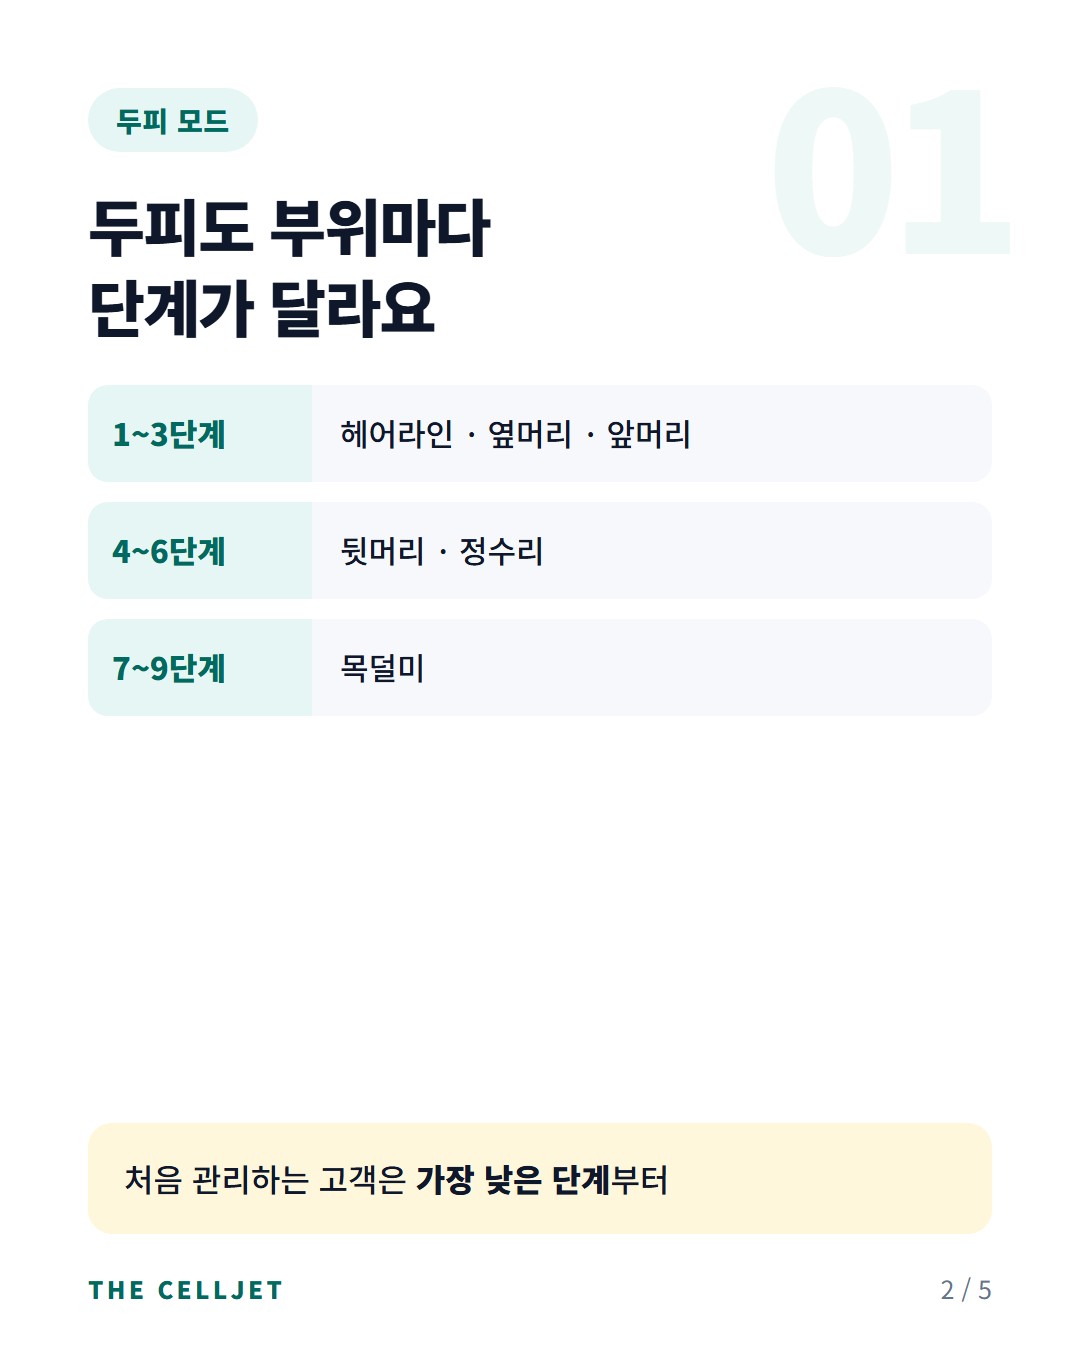 두피 모드
01
두피도 부위마다
단계가 달라요
1~3단계 헤어라인 · 옆머리 · 앞머리
4~6단계 뒷머리 · 정수리
7~9단계 목덜미
처음 관리하는 고객은 가장 낮은 단계부터
THE CELLJET 2 / 5